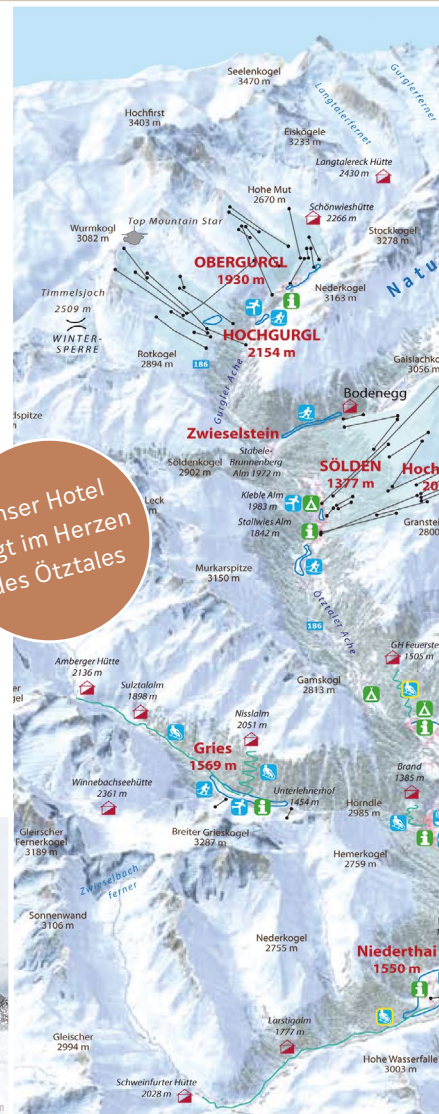 Seelenkogel
3470 m
Gurglerferner
Langtalerferner
Hochfirst
3403 m
Eiskögele
3233 m
Langtalereck Hütte
2430 m
Hohe Mut
2670 m
Schönwieshütte
2266 m
Top Mountain Star
Wurmkogl
3082 m
Stockkogel
3278 m
OBERGURGL
1930 m
Natu
Timmelsjoch
2509 m
WINTER-
SPERRE
Nederkogel
3163 m
HOCHGURGL
2154 m
Rotkogel
2894 m
186
Gurgler Ache
Gaislachko
3056 m
Bodenegg
dspitze
Zwieselstein
Stabele-
Brunnenberg
Alm 1972 m
Söldenkogel
2902 m
SÖLDEN
1377 m
Hoch
20
Kleble Alm
1983 m
Stallwies Alm
1842 m
Leck
Granste
2800
nser Hotel
gt im Herzen
des Ötztales
Murkarspitze
3150 m
Ötztaler Ache
186
GH Feuerste
1505 m
Amberger Hütte
2136 m
Sulztalalm
1898 m
Gamskogl
2813 m
Nisslalm
2051 m
Gries
1569 m
Winnebachseehütte
2361 m
Unterlehnerhof
1454 m
Brand
1385 m
Hörndle
2985 m
Breiter Grieskogel
3287 m
Gleirscher
Fernerkogel
3189 m
Hemerkogel
2759 m
Zwieselbach
ferner
Sonnenwand
3106 m
Nederkogel
2755 m
Niederthai
1550 m
Larstigalm
1777 m
Gleischer
2994 m
Hohe Wasserfalle
3003 m
Schweinfurter Hütte
2028 m